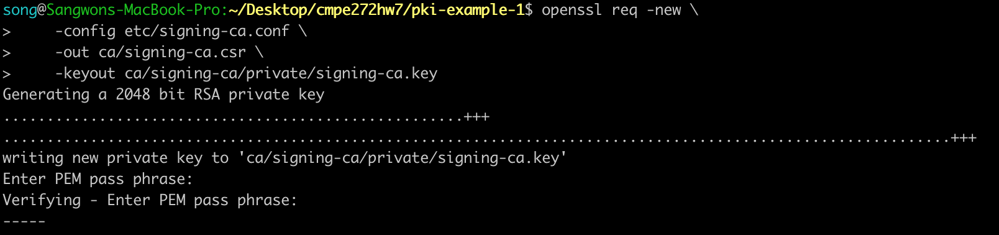 song@Sangwons-MacBook-Pro:~/Desktop/cmpe272hw7/pki-example-1$ openssl req -new \
>     -config etc/signing-ca.conf \
>     -out ca/signing-ca.csr \
>     -keyout ca/signing-ca/private/signing-ca.key
Generating a 2048 bit RSA private key
.....................................................+++
.............................................................................................................+++
writing new private key to 'ca/signing-ca/private/signing-ca.key'
Enter PEM pass phrase:
Verifying - Enter PEM pass phrase:
-----